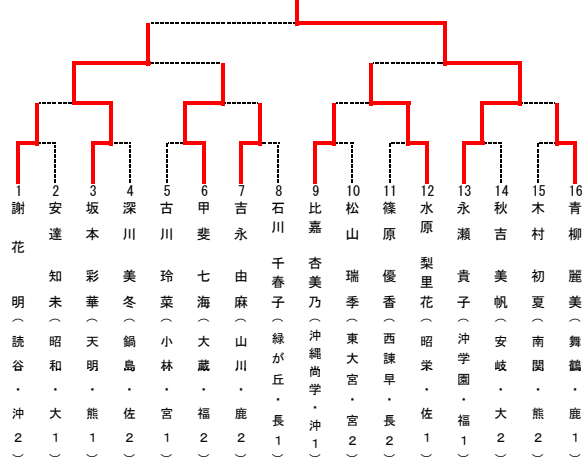 1 謝花 明（読谷・沖2）
2 安達 知未（昭和・大1）
3 坂本 彩華（天明・熊1）
4 深川 美冬（鍋島・佐2）
5 古川 玲菜（小林・宮1）
6 甲斐 七海（大蔵・福2）
7 吉永 由麻（山川・鹿2）
8 石川 千春子（緑が丘・長1）
9 比嘉 杏美乃（沖縄尚学・沖1）
10 松山 瑞季（東大宮・宮2）
11 篠原 優香（西諫早・長2）
12 水原 梨里花（昭栄・佐1）
13 永瀬 貴子（沖学園・福1）
14 秋吉 美帆（安岐・大2）
15 木村 初夏（南関・熊2）
16 青柳 麗美（舞鶴・鹿1）